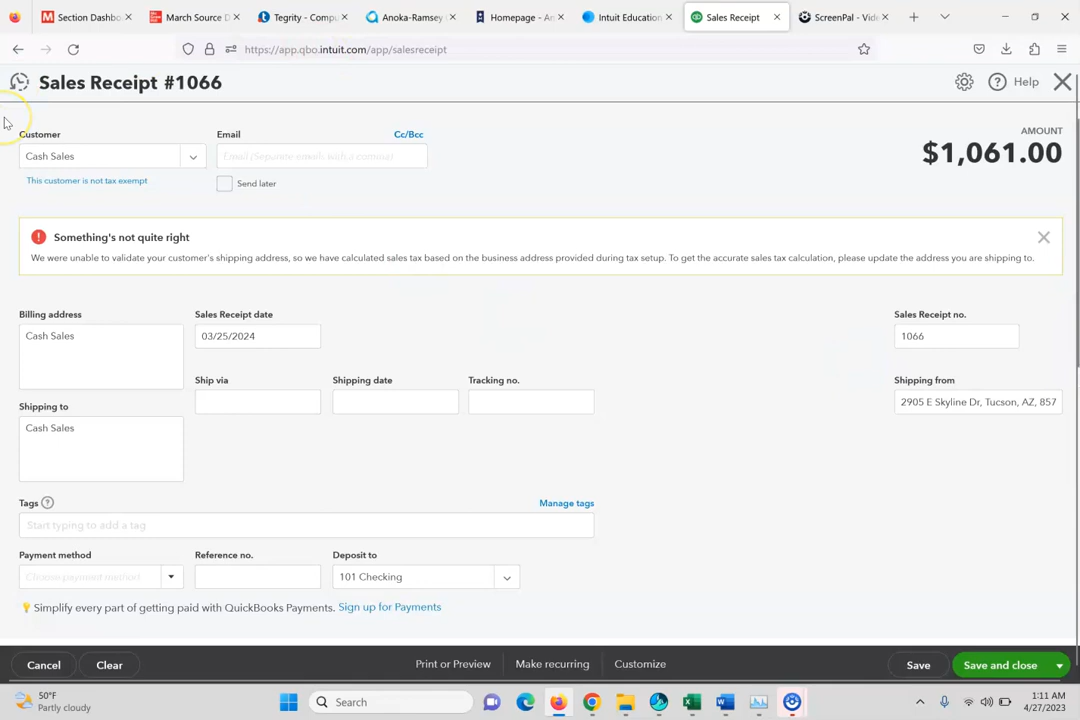 Section Dashbo
March Source D
Tegrity - Compu
Anoka-Ramsey
Homepage - An
Intuit Education
Sales Receipt
ScreenPal - Vide
https://app.qbo.intuit.com/app/salesreceipt
Sales Receipt #1066
Help
Customer
Email
Cc/Bcc
AMOUNT
Cash Sales
Email (Separate emails with a comma)
$1,061.00
This customer is not tax exempt
Send later
Something's not quite right
We were unable to validate your customer's shipping address, so we have calculated sales tax based on the business address provided during tax setup. To get the accurate sales tax calculation, please update the address you are shipping to.
Billing address
Sales Receipt date
Sales Receipt no.
Cash Sales
03/25/2024
1066
Ship via
Shipping date
Tracking no.
Shipping from
2905 E Skyline Dr, Tucson, AZ, 857
Shipping to
Cash Sales
Tags
Manage tags
Start typing to add a tag
Payment method
Reference no.
Deposit to
Choose payment method
101 Checking
Simplify every part of getting paid with QuickBooks Payments. Sign up for Payments
Cancel
Clear
Print or Preview
Make recurring
Customize
Save
Save and close
50°F
Partly cloudy
Search
1:11 AM
4/27/2023